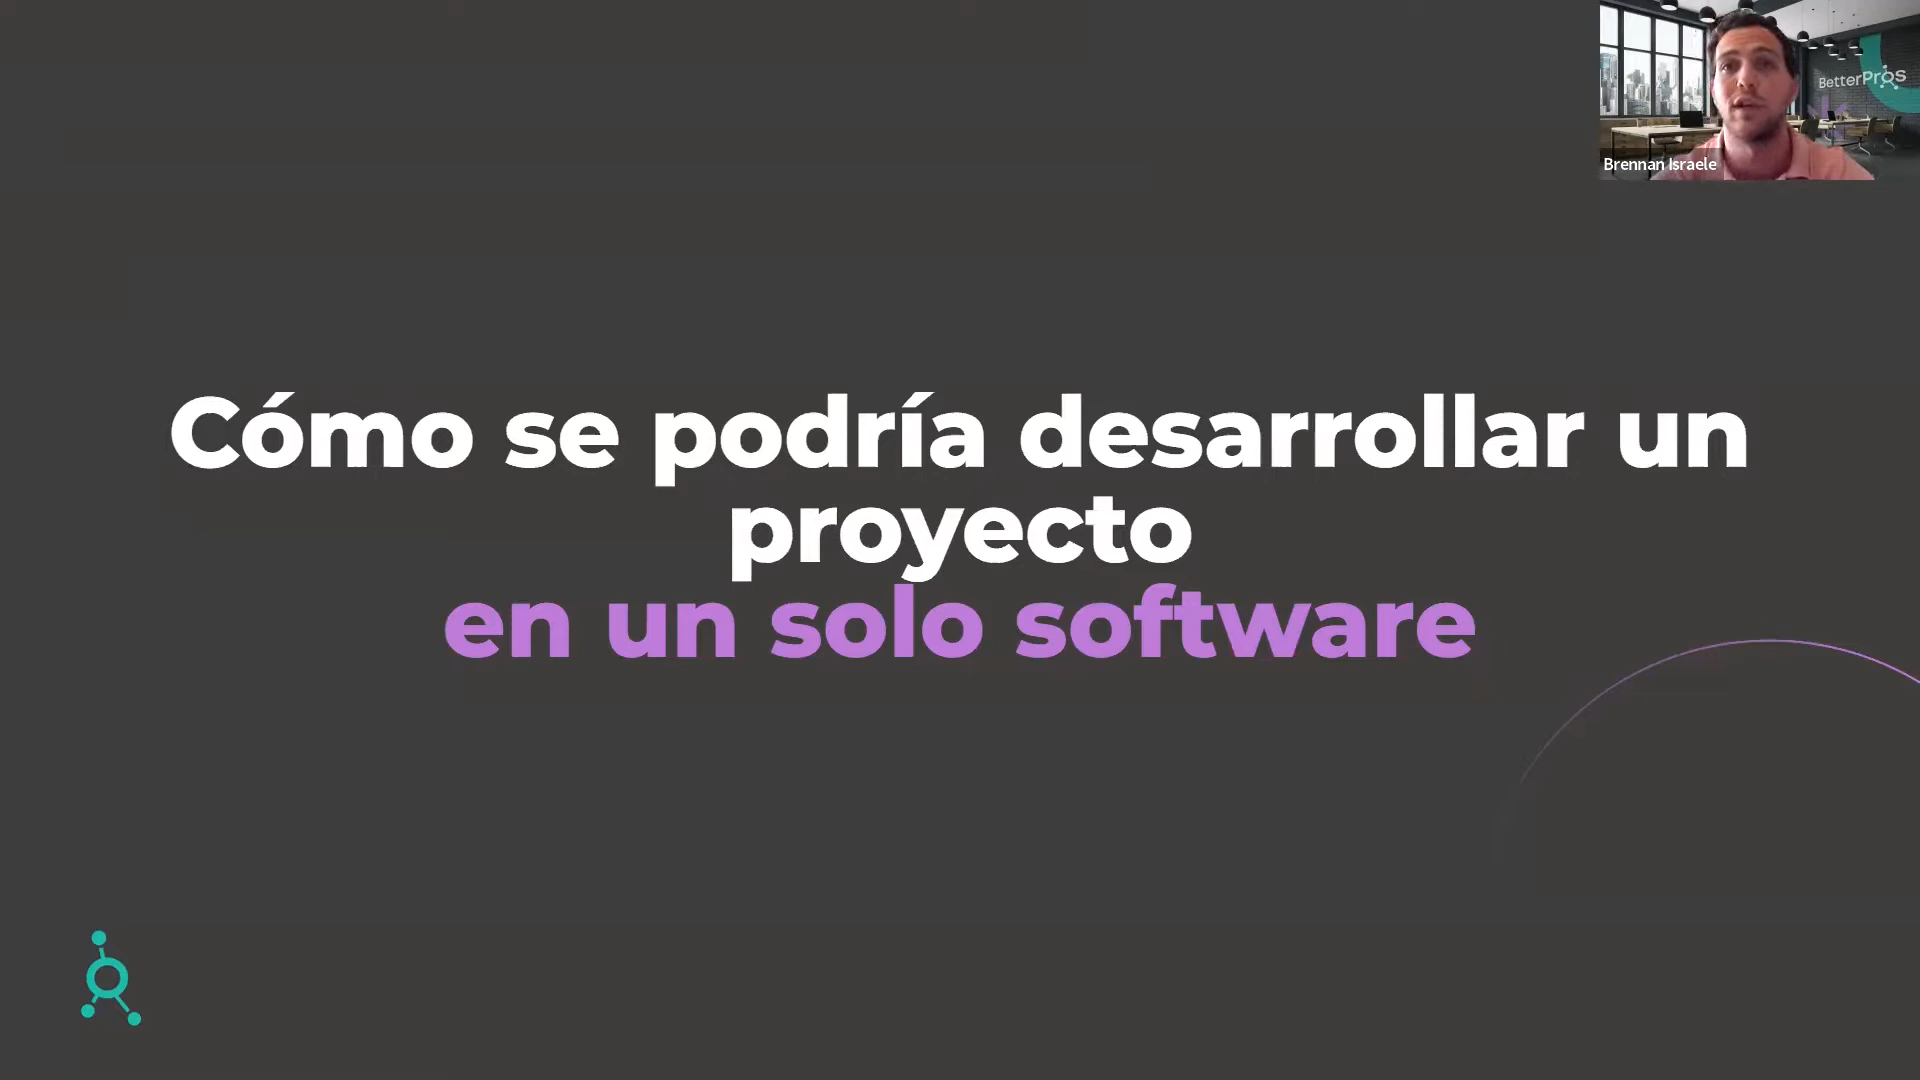 BetterPros
Brennan Israele
Cómo se podría desarrollar un
proyecto
en un solo software